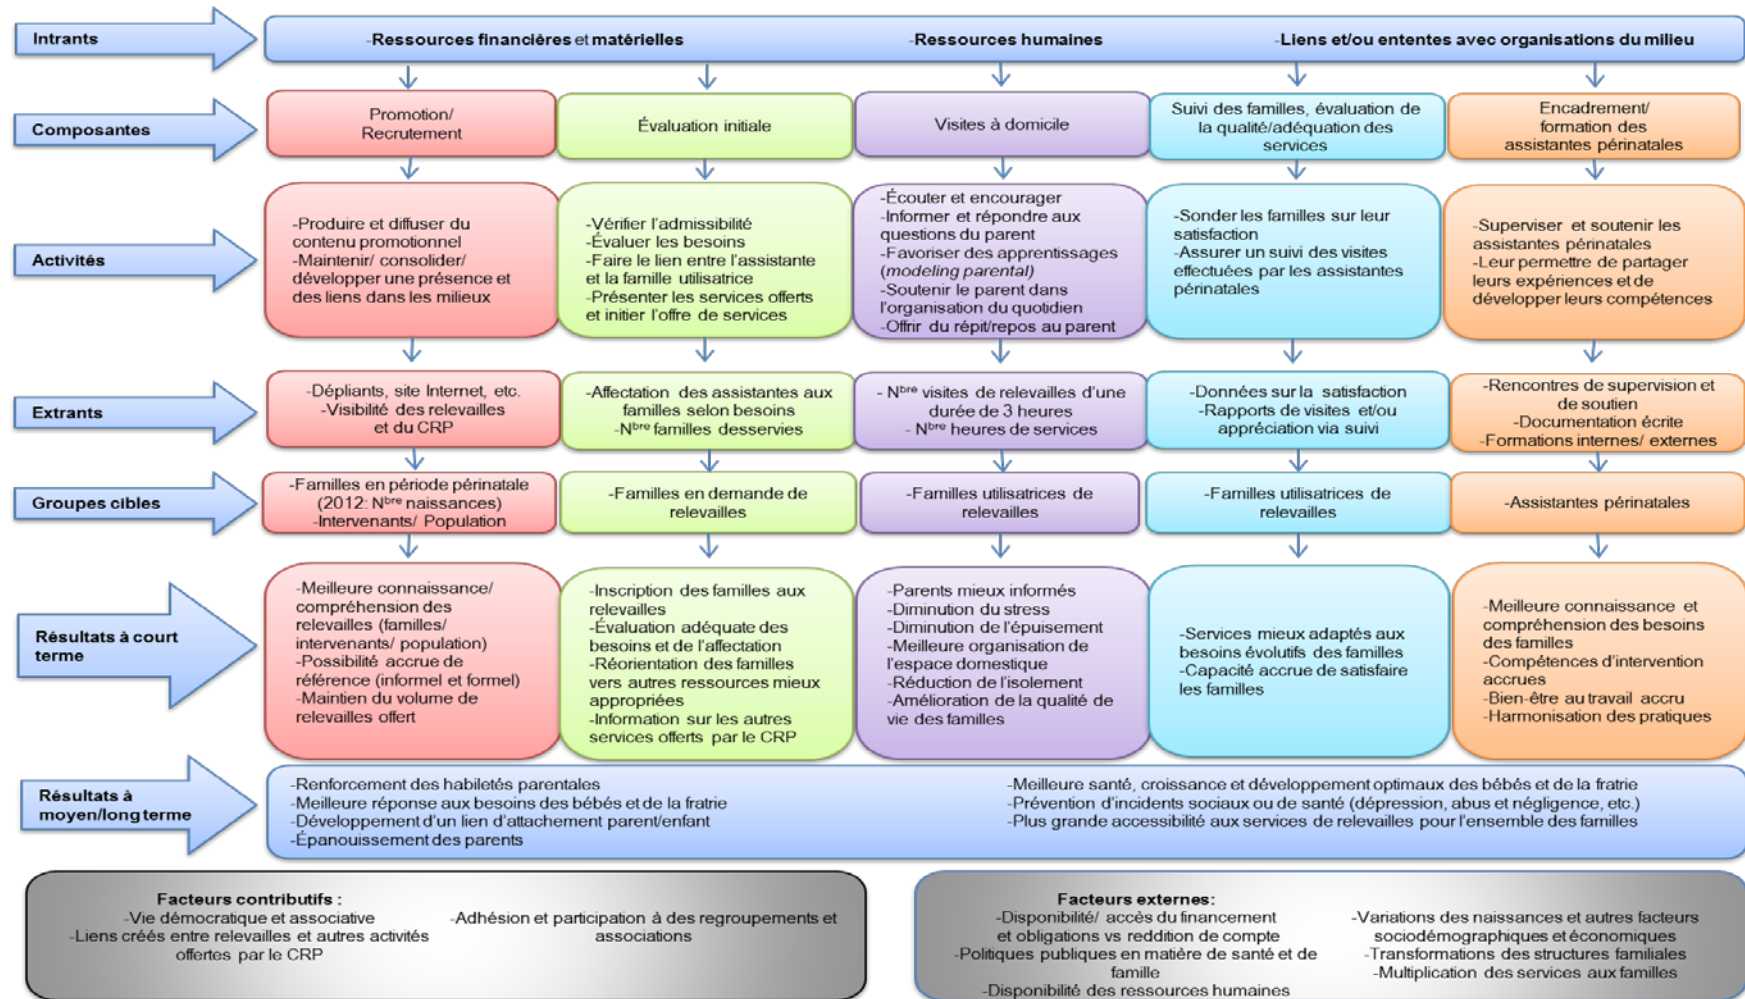 Intrants
-Ressources financières et matérielles
-Ressources humaines
-Liens et/ou ententes avec organisations du milieu
Composantes
Promotion/
Recrutement
Évaluation initiale
Visites à domicile
Suivi des familles, évaluation de
la qualité/adéquation des
services
Encadrement/
formation des
assistantes périnatales
Activités
-Produire et diffuser du
contenu promotionnel
-Maintenir/ consolider/
développer une présence et
des liens dans les milieux
-Vérifier l'admissibilité
-Évaluer les besoins
-Faire le lien entre l'assistante
et la famille utilisatrice
-Présenter les services offerts
et initier l'offre de services
-Écouter et encourager
-Informer et répondre aux
questions du parent
-Favoriser des apprentissages
(modeling parental)
-Soutenir le parent dans
l'organisation du quotidien
-Offrir du répit/repos au parent
-Sonder les familles sur leur
satisfaction
-Assurer un suivi des visites
effectuées par les assistantes
périnatales
-Superviser et soutenir les
assistantes périnatales
-Leur permettre de partager
leurs expériences et de
développer leurs compétences
Extrants
-Dépliants, site Internet, etc.
-Visibilité des relevailles
et du CRP
-Affectation des assistantes aux
familles selon besoins
-Nbre familles desservies
- Nbre visites de relevailles d'une
durée de 3 heures
- Nbre heures de services
-Données sur la satisfaction
-Rapports de visites et/ou
appréciation via suivi
-Rencontres de supervision et
de soutien
-Documentation écrite
-Formations internes/ externes
Groupes cibles
-Familles en période périnatale
(2012: Nbre naissances)
-Intervenants/ Population
-Familles en demande de
relevailles
-Familles utilisatrices de
relevailles
-Familles utilisatrices de
relevailles
-Assistantes périnatales
Résultats à court
terme
-Meilleure connaissance/
compréhension des
relevailles (familles/
intervenants/ population)
-Possibilité accrue de
référence (informel et formel)
-Maintien du volume de
relevailles offert
-Inscription des familles aux
relevailles
-Évaluation adéquate des
besoins et de l'affectation
-Réorientation des familles
vers autres ressources mieux
appropriées
-Information sur les autres
services offerts par le CRP
-Parents mieux informés
-Diminution du stress
-Diminution de l'épuisement
-Meilleure organisation de
l'espace domestique
-Réduction de l'isolement
-Amélioration de la qualité de
vie des familles
-Services mieux adaptés aux
besoins évolutifs des familles
-Capacité accrue de satisfaire
les familles
-Meilleure connaissance et
compréhension des besoins
des familles
-Compétences d'intervention
accrues
-Bien-être au travail accru
-Harmonisation des pratiques
Résultats à
moyen/long terme
-Renforcement des habiletés parentales
-Meilleure réponse aux besoins des bébés et de la fratrie
-Développement d'un lien d'attachement parent/enfant
-Épanouissement des parents
-Meilleure santé, croissance et développement optimaux des bébés et de la fratrie
-Prévention d'incidents sociaux ou de santé (dépression, abus et négligence, etc.)
-Plus grande accessibilité aux services de relevailles pour l'ensemble des familles
Facteurs contributifs :
-Vie démocratique et associative
-Liens créés entre relevailles et autres activités
offertes par le CRP
-Adhésion et participation à des regroupements et
associations
Facteurs externes:
-Disponibilité/ accès du financement
et obligations vs reddition de compte
-Politiques publiques en matière de santé et de
famille
-Disponibilité des ressources humaines
-Variations des naissances et autres facteurs
sociodémographiques et économiques
-Transformations des structures familiales
-Multiplication des services aux familles